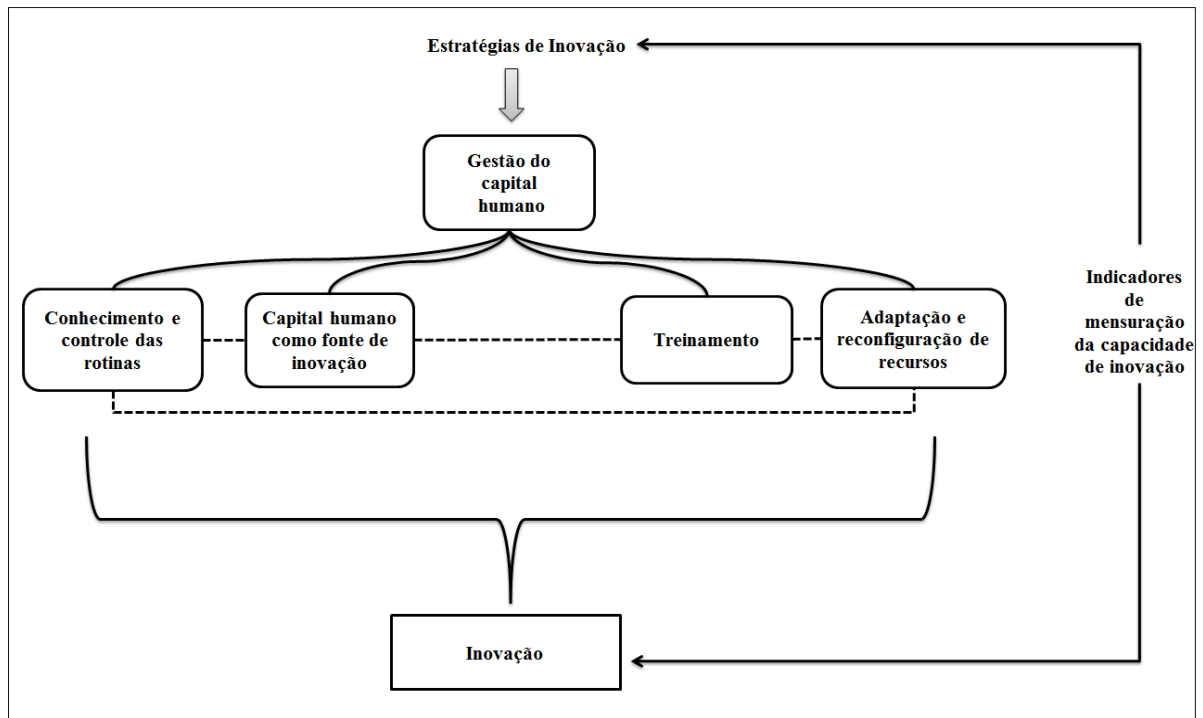 Estratégias de Inovação
Gestão do
capital
humano
Conhecimento e
controle das
rotinas
Capital humano
como fonte de
inovação
Treinamento
Adaptação e
reconfiguração de
recursos
Indicadores
de
mensuração
da capacidade
de inovação
Inovação